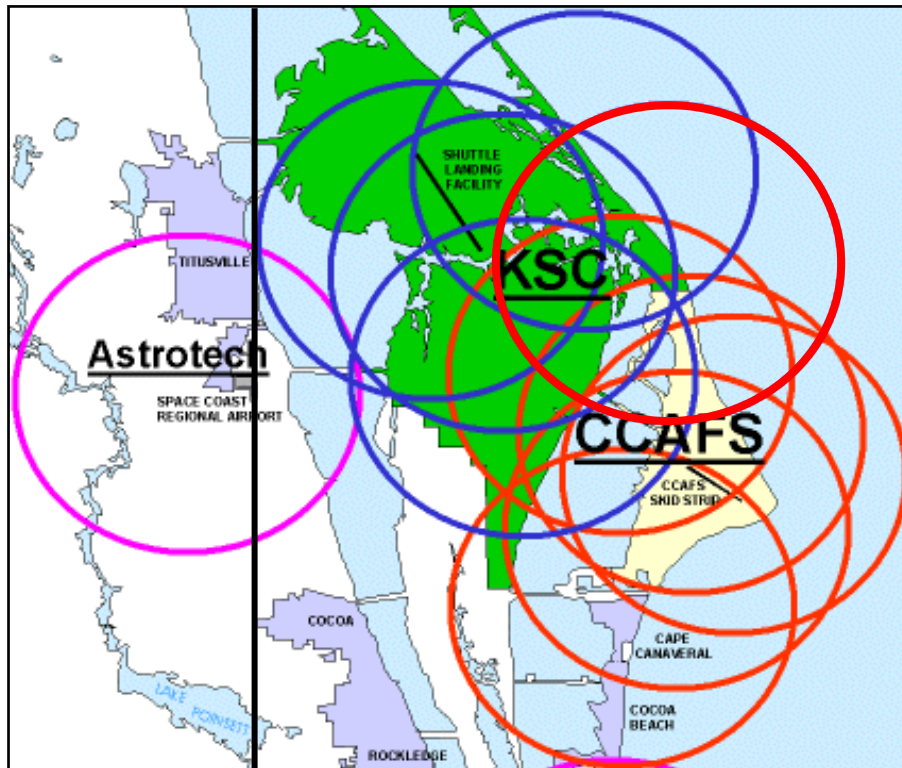 SHUTTLE
LANDING
FACILITY
TITUSVILLE
KSC
Astrotech
SPACE COAST
REGIONAL AIRPORT
CCAFS
CCAFS
SKID STRIP
COCOA
CAPE
CANAVERAL
LAKE POINSETT
COCOA
BEACH
ROCKLEDGE